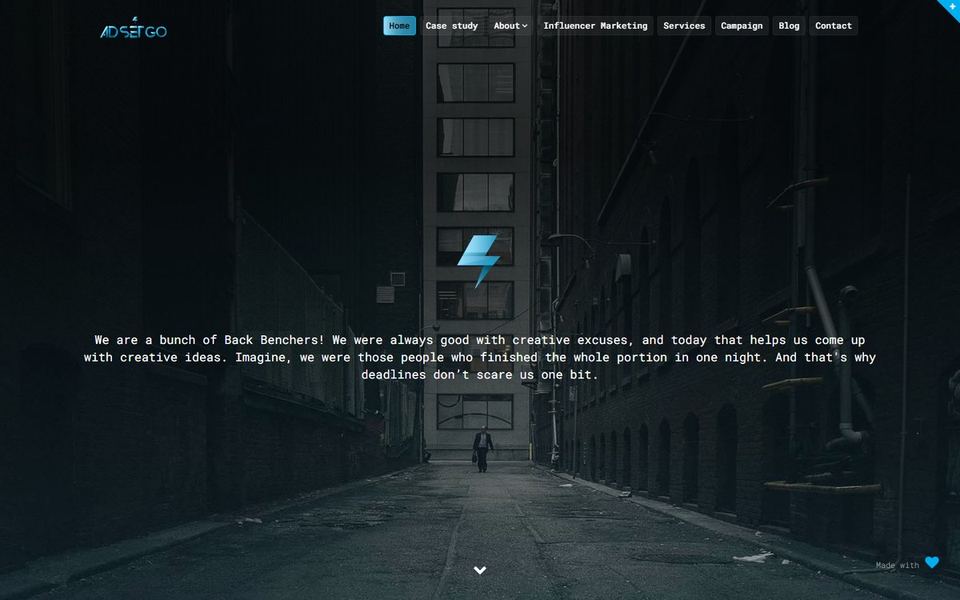 AD SET GO
Home Case study About Influencer Marketing Services Campaign Blog Contact
We are a bunch of Back Benchers! We were always good with creative excuses, and today that helps us come up
with creative ideas. Imagine, we were those people who finished the whole portion in one night. And that's why
deadlines don’t scare us one bit.
Made with